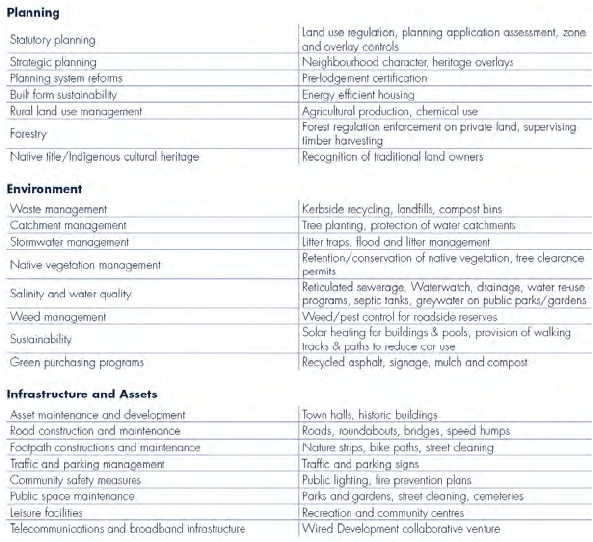 Planning
Statutory planning
Land use regulation, planning application assessment, zone
and overlay controls
Strategic planning
Neighbourhood character, heritage overlays
Planning system reforms
Pre-lodgement certification
Built form sustainability
Energy efficient housing
Rural land use management
Agricultural production, chemical use
Forestry
Forest regulation enforcement on private land, supervising
timber harvesting
Native title/Indigenous cultural heritage
Recognition of traditional land owners
Environment
Waste management
Kerbside recycling, landfills, compost bins
Catchment management
Tree planting, protection of water catchments
Stormwater management
Litter traps, flood and litter management
Native vegetation management
Retention/conservation of native vegetation, tree clearance
permits
Salinity and water quality
Reticulated sewerage, Waterwatch, drainage, water re-use
programs, septic tanks, greywater on public parks/gardens
Weed management
Weed/pest control for roadside reserves
Sustainability
Solar heating for buildings & pools, provision of walking
tracks & paths to reduce car use
Green purchasing programs
Recycled asphalt, signage, mulch and compost
Infrastructure and Assets
Asset maintenance and development
Town halls, historic buildings
Road construction and maintenance
Roads, roundabouts, bridges, speed humps
Footpath constructions and maintenance
Nature strips, bike paths, street cleaning
Traffic and parking management
Traffic and parking signs
Community safety measures
Public lighting, fire prevention plans
Public space maintenance
Parks and gardens, street cleaning, cemeteries
Leisure facilities
Recreation and community centres
Telecommunications and broadband infrastructure
Wired Development collaborative venture